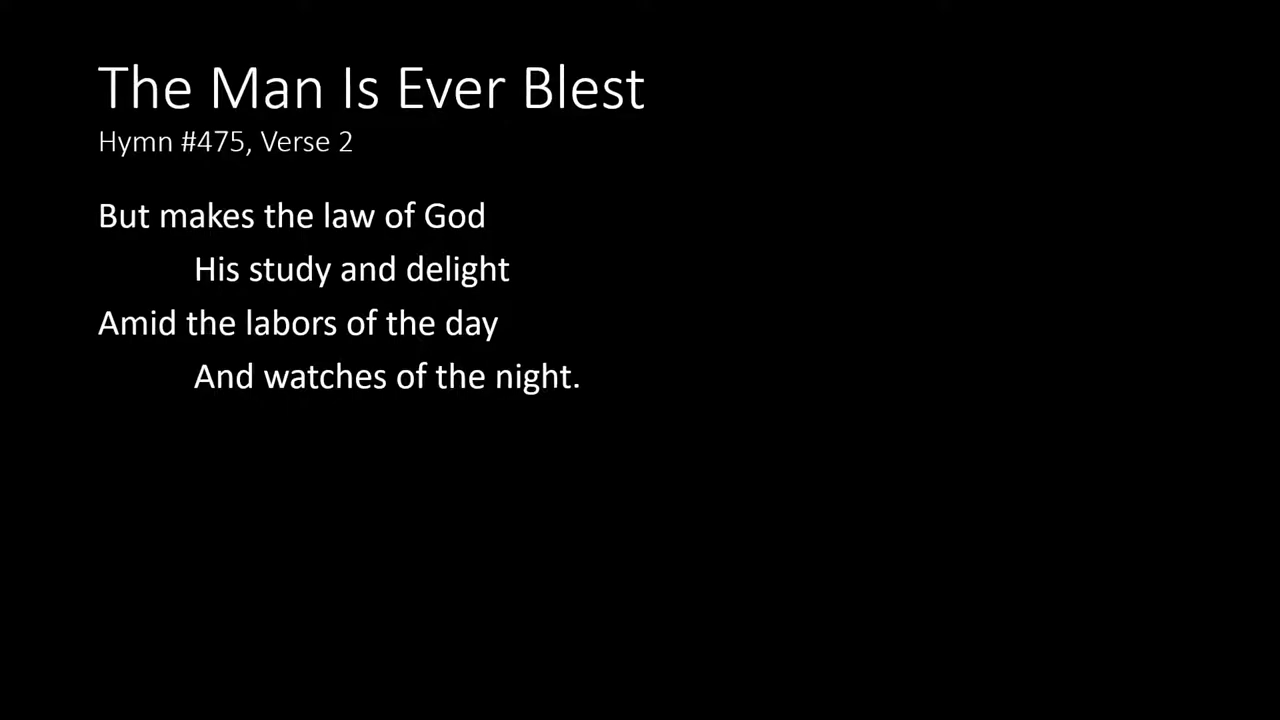 The Man Is Ever Blest
Hymn #475, Verse 2
But makes the law of God
His study and delight
Amid the labors of the day
And watches of the night.